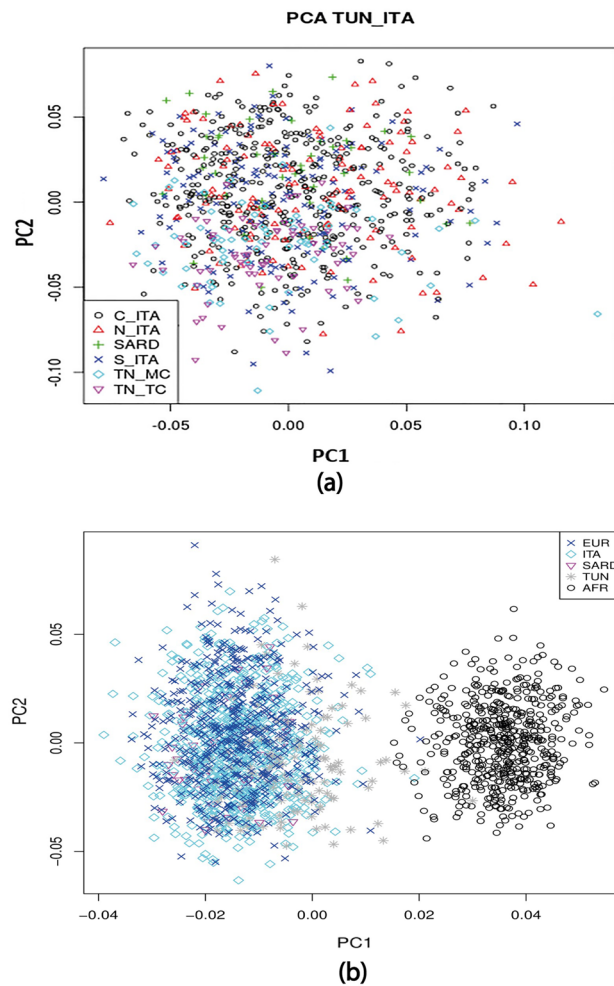 PCA TUN_ITA
PC2
0.05
0.00
-0.05
-0.10
C_ITA
N_ITA
SARD
S_ITA
TN_MC
TN_TC
-0.05
0.00
0.05
0.10
PC1
(a)
PC2
0.05
0.00
−0.05
EUR
ITA
SARD
TUN
AFR
−0.04
−0.02
0.00
0.02
0.04
PC1
(b)